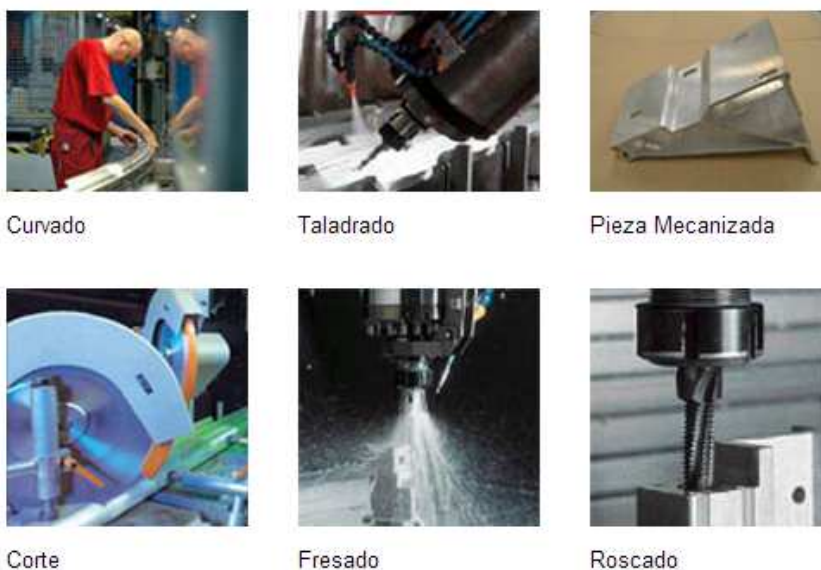 Curvado
Taladrado
Pieza Mecanizada
Corte
Fresado
Roscado